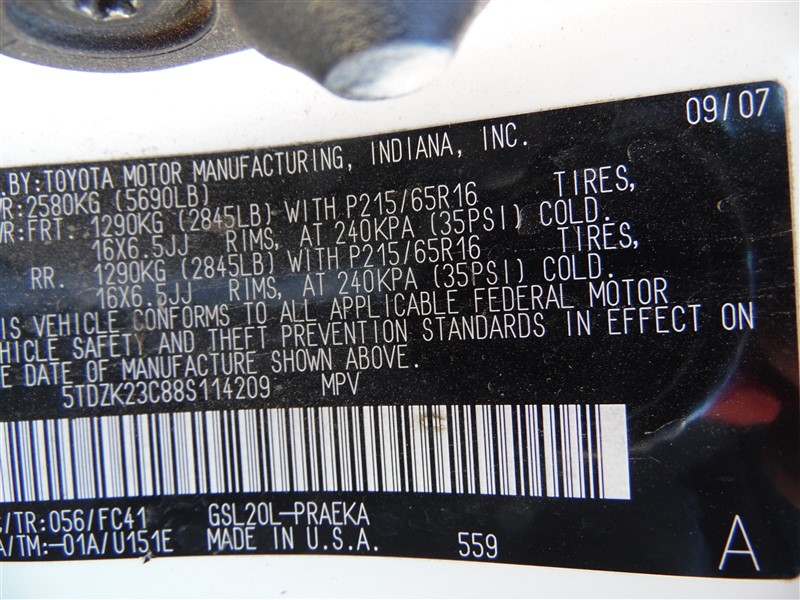 09/07
.BY:TOYOTA MOTOR MANUFACTURING, INDIANA, INC.
R:2580KG (5690LB)
R:FRT: 1290KG (2845LB) WITH P215/65R16 TIRES,
16X6.5JJ RIMS, AT 240KPA (35PSI) COLD.
RR. 1290KG (2845LB) WITH P215/65R16 TIRES,
16X6.5JJ RIMS, AT 240KPA (35PSI) COLD.
IS VEHICLE CONFORMS TO ALL APPLICABLE FEDERAL MOTOR
HICLE SAFETY AND THEFT PREVENTION STANDARDS IN EFFECT ON
E DATE OF MANUFACTURE SHOWN ABOVE.
5TDZK23C88S114209 MPV
/TR:056/FC41 GSL20L-PRAEKA
A/TM:-01A/U151E MADE IN U.S.A. 559 A